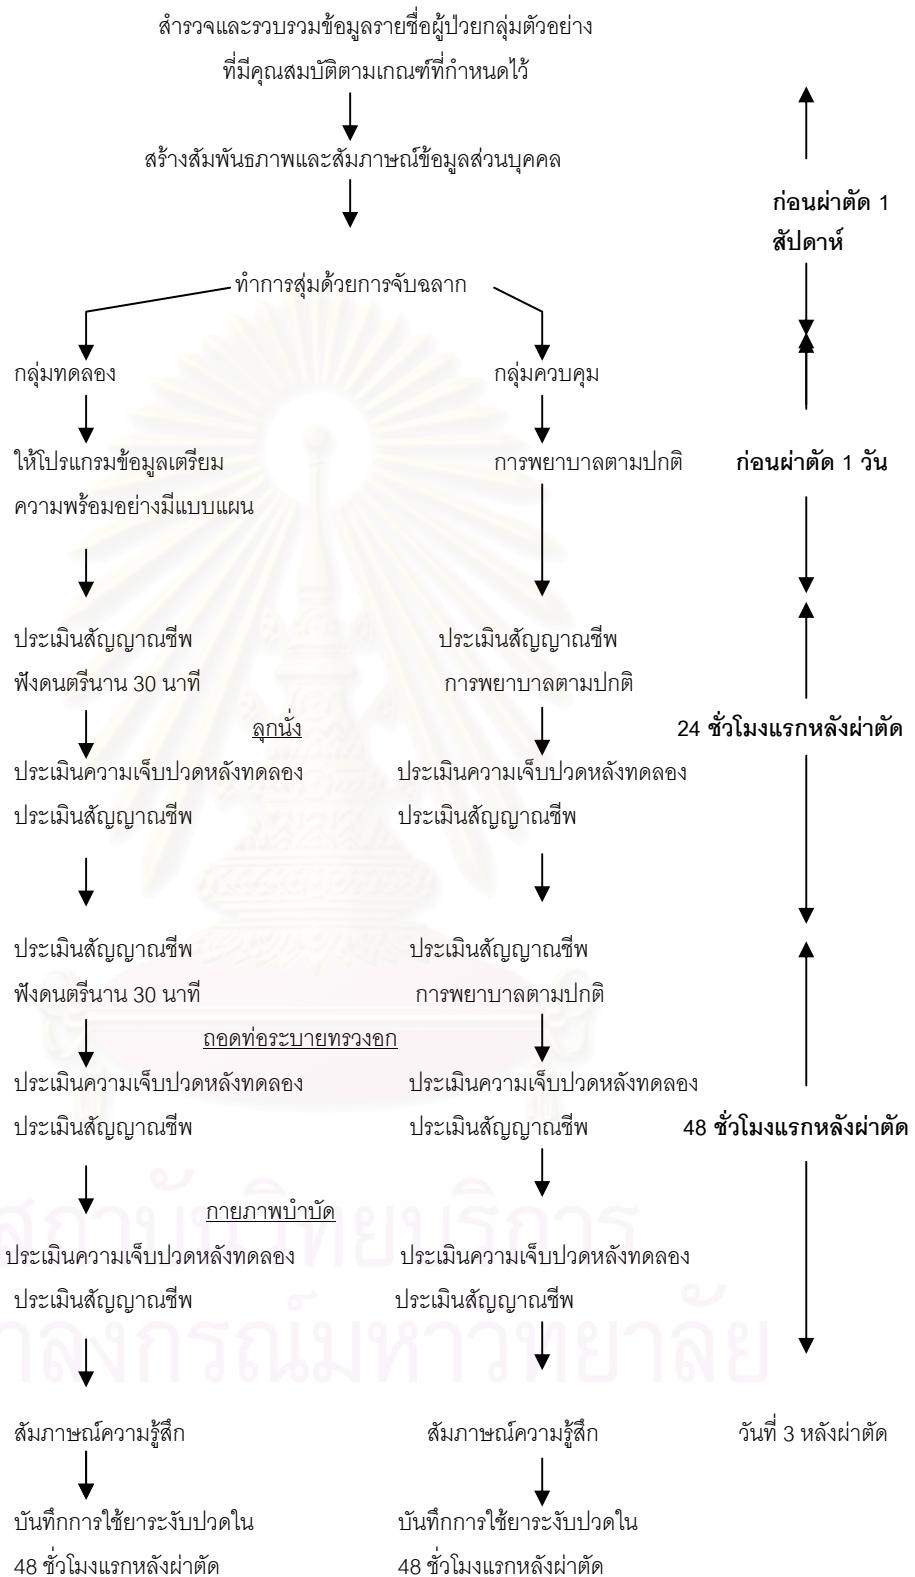 สำรวจและรวบรวมข้อมูลรายชื่อผู้ป่วยกลุ่มตัวอย่าง
ที่มีคุณสมบัติตามเกณฑ์ที่กำหนดไว้
สร้างสัมพันธภาพและสัมภาษณ์ข้อมูลส่วนบุคคล
ก่อนผ่าตัด 1
สัปดาห์
ทำการสุ่มด้วยการจับฉลาก
กลุ่มทดลอง กลุ่มควบคุม
ให้โปรแกรมข้อมูลเตรียม การพยาบาลตามปกติ ก่อนผ่าตัด 1 วัน
ความพร้อมอย่างมีแบบแผน
ประเมินสัญญาณชีพ ประเมินสัญญาณชีพ
ฟังดนตรีนาน 30 นาที การพยาบาลตามปกติ
ลุกนั่ง 24 ชั่วโมงแรกหลังผ่าตัด
ประเมินความเจ็บปวดหลังทดลอง ประเมินความเจ็บปวดหลังทดลอง
ประเมินสัญญาณชีพ ประเมินสัญญาณชีพ
ประเมินสัญญาณชีพ ประเมินสัญญาณชีพ
ฟังดนตรีนาน 30 นาที การพยาบาลตามปกติ
ถอดท่อระบายทรวงอก
ประเมินความเจ็บปวดหลังทดลอง ประเมินความเจ็บปวดหลังทดลอง
ประเมินสัญญาณชีพ ประเมินสัญญาณชีพ 48 ชั่วโมงแรกหลังผ่าตัด
กายภาพบำบัด
ประเมินความเจ็บปวดหลังทดลอง ประเมินความเจ็บปวดหลังทดลอง
ประเมินสัญญาณชีพ ประเมินสัญญาณชีพ
สัมภาษณ์ความรู้สึก สัมภาษณ์ความรู้สึก วันที่ 3 หลังผ่าตัด
บันทึกการใช้ยาระงับปวดใน บันทึกการใช้ยาระงับปวดใน
48 ชั่วโมงแรกหลังผ่าตัด 48 ชั่วโมงแรกหลังผ่าตัด
สถาบันวิทยบริการ
าลงกรณ์มหาวิทยาลัย